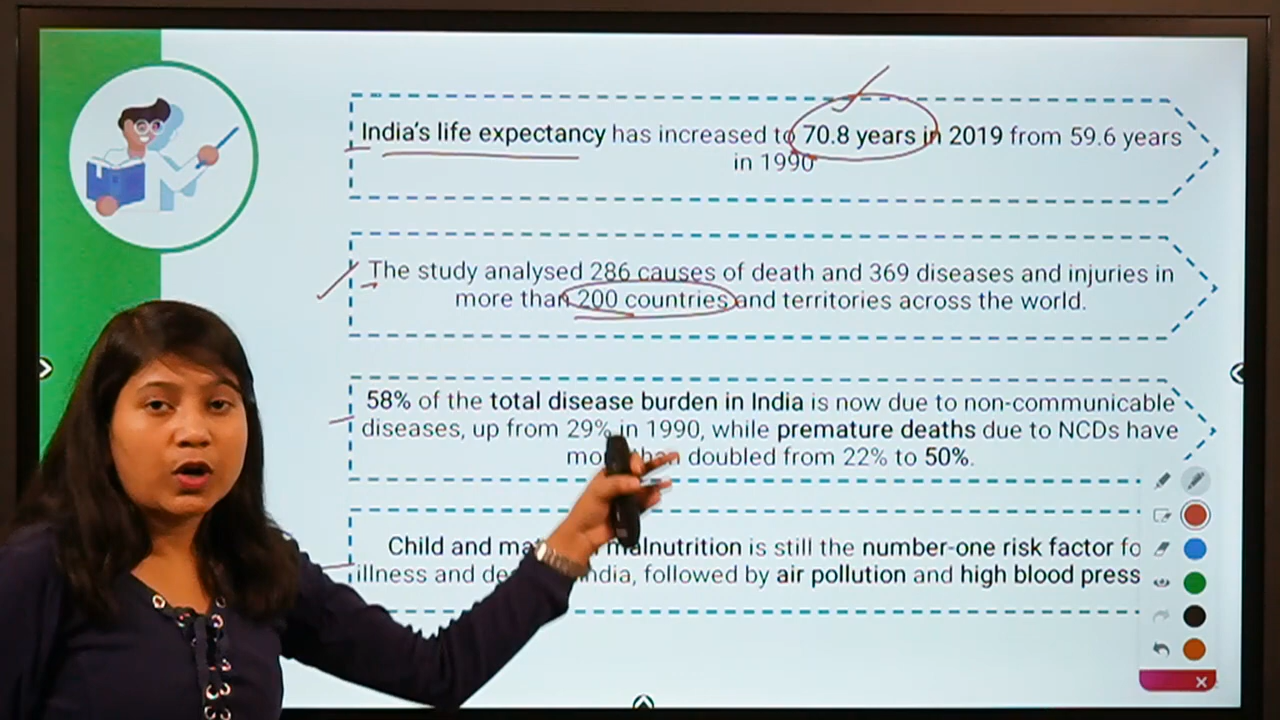 India's life expectancy has increased to 70.8 years in 2019 from 59.6 years
in 1990
The study analysed 286 causes of death and 369 diseases and injuries in
more than 200 countries and territories across the world.
58% of the total disease burden in India is now due to non-communicable
diseases, up from 29% in 1990, while premature deaths due to NCDs have
than doubled from 22% to 50%.
Child and malnutrition is still the number-one risk factor
illness and India, followed by air pollution and high blood